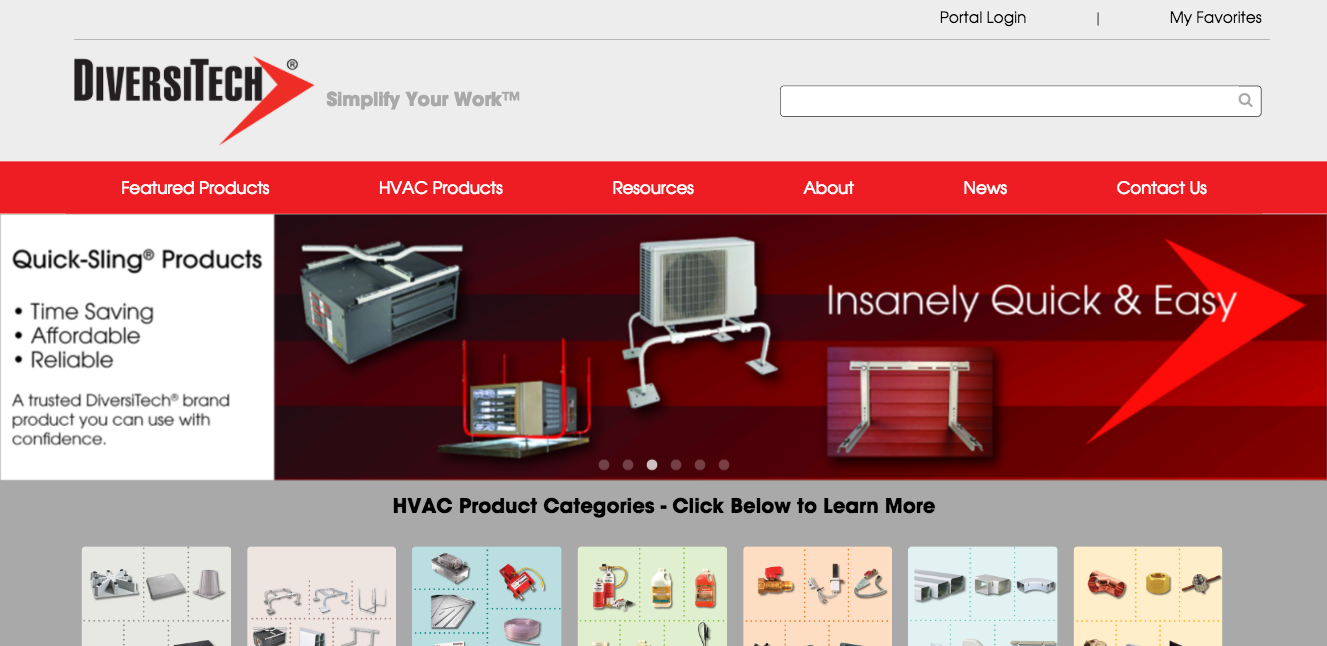 Portal Login | My Favorites
DIVERSITECH®
Simplify Your Work™
Featured Products HVAC Products Resources About News Contact Us
Quick-Sling® Products
• Time Saving
• Affordable
• Reliable
A trusted DiversiTech® brand
product you can use with
confidence.
Insanely Quick & Easy
HVAC Product Categories - Click Below to Learn More